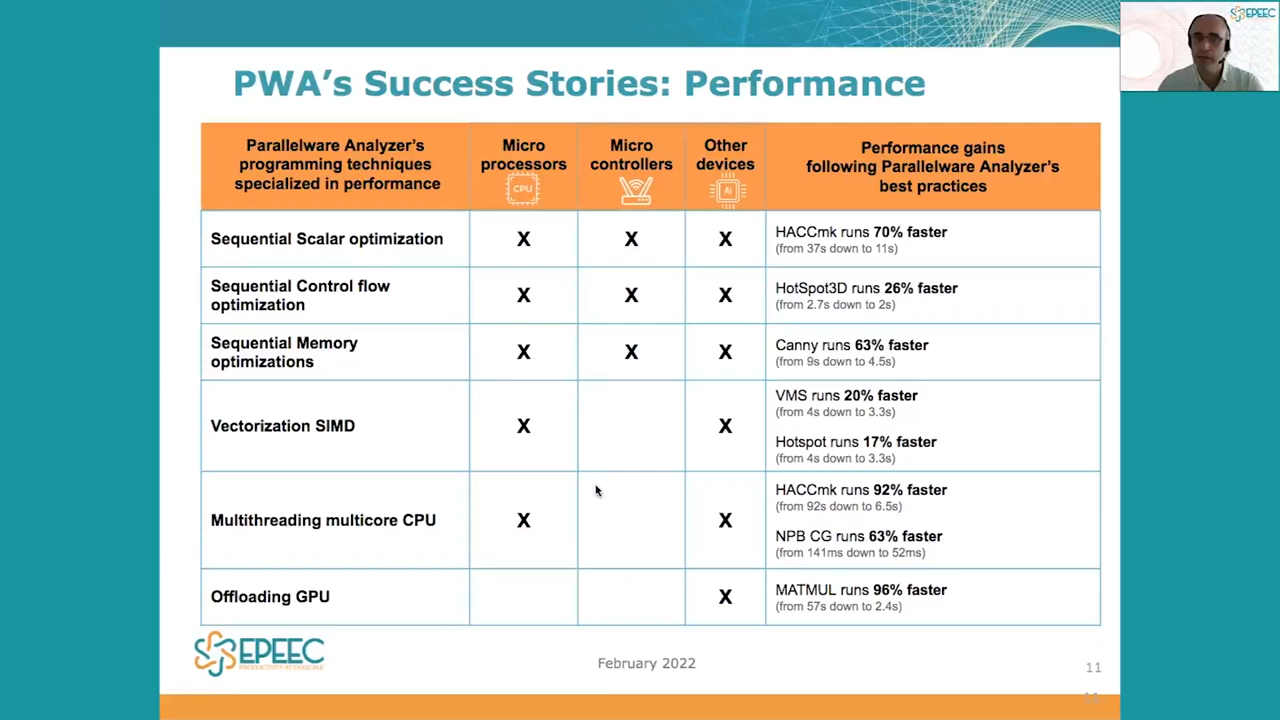 EPEEC
PWA's Success Stories: Performance
Parallelware Analyzer's
programming techniques
specialized in performance
Micro
processors
CPU
Micro
controllers
Other
devices
AI
Performance gains
following Parallelware Analyzer's
best practices
Sequential Scalar optimization
X
X
X
HACCmk runs 70% faster
(from 37s down to 11s)
Sequential Control flow
optimization
X
X
X
HotSpot3D runs 26% faster
(from 2.7s down to 2s)
Sequential Memory
optimizations
X
X
X
Canny runs 63% faster
(from 9s down to 4.5s)
Vectorization SIMD
X
X
VMS runs 20% faster
(from 4s down to 3.3s)
Hotspot runs 17% faster
(from 4s down to 3.3s)
Multithreading multicore CPU
X
X
HACCmk runs 92% faster
(from 92s down to 6.5s)
NPB CG runs 63% faster
(from 141ms down to 52ms)
Offloading GPU
X
MATMUL runs 96% faster
(from 57s down to 2.4s)
EPEEC
PRODUCTIVITY AT EXASCALE
February 2022
11
11